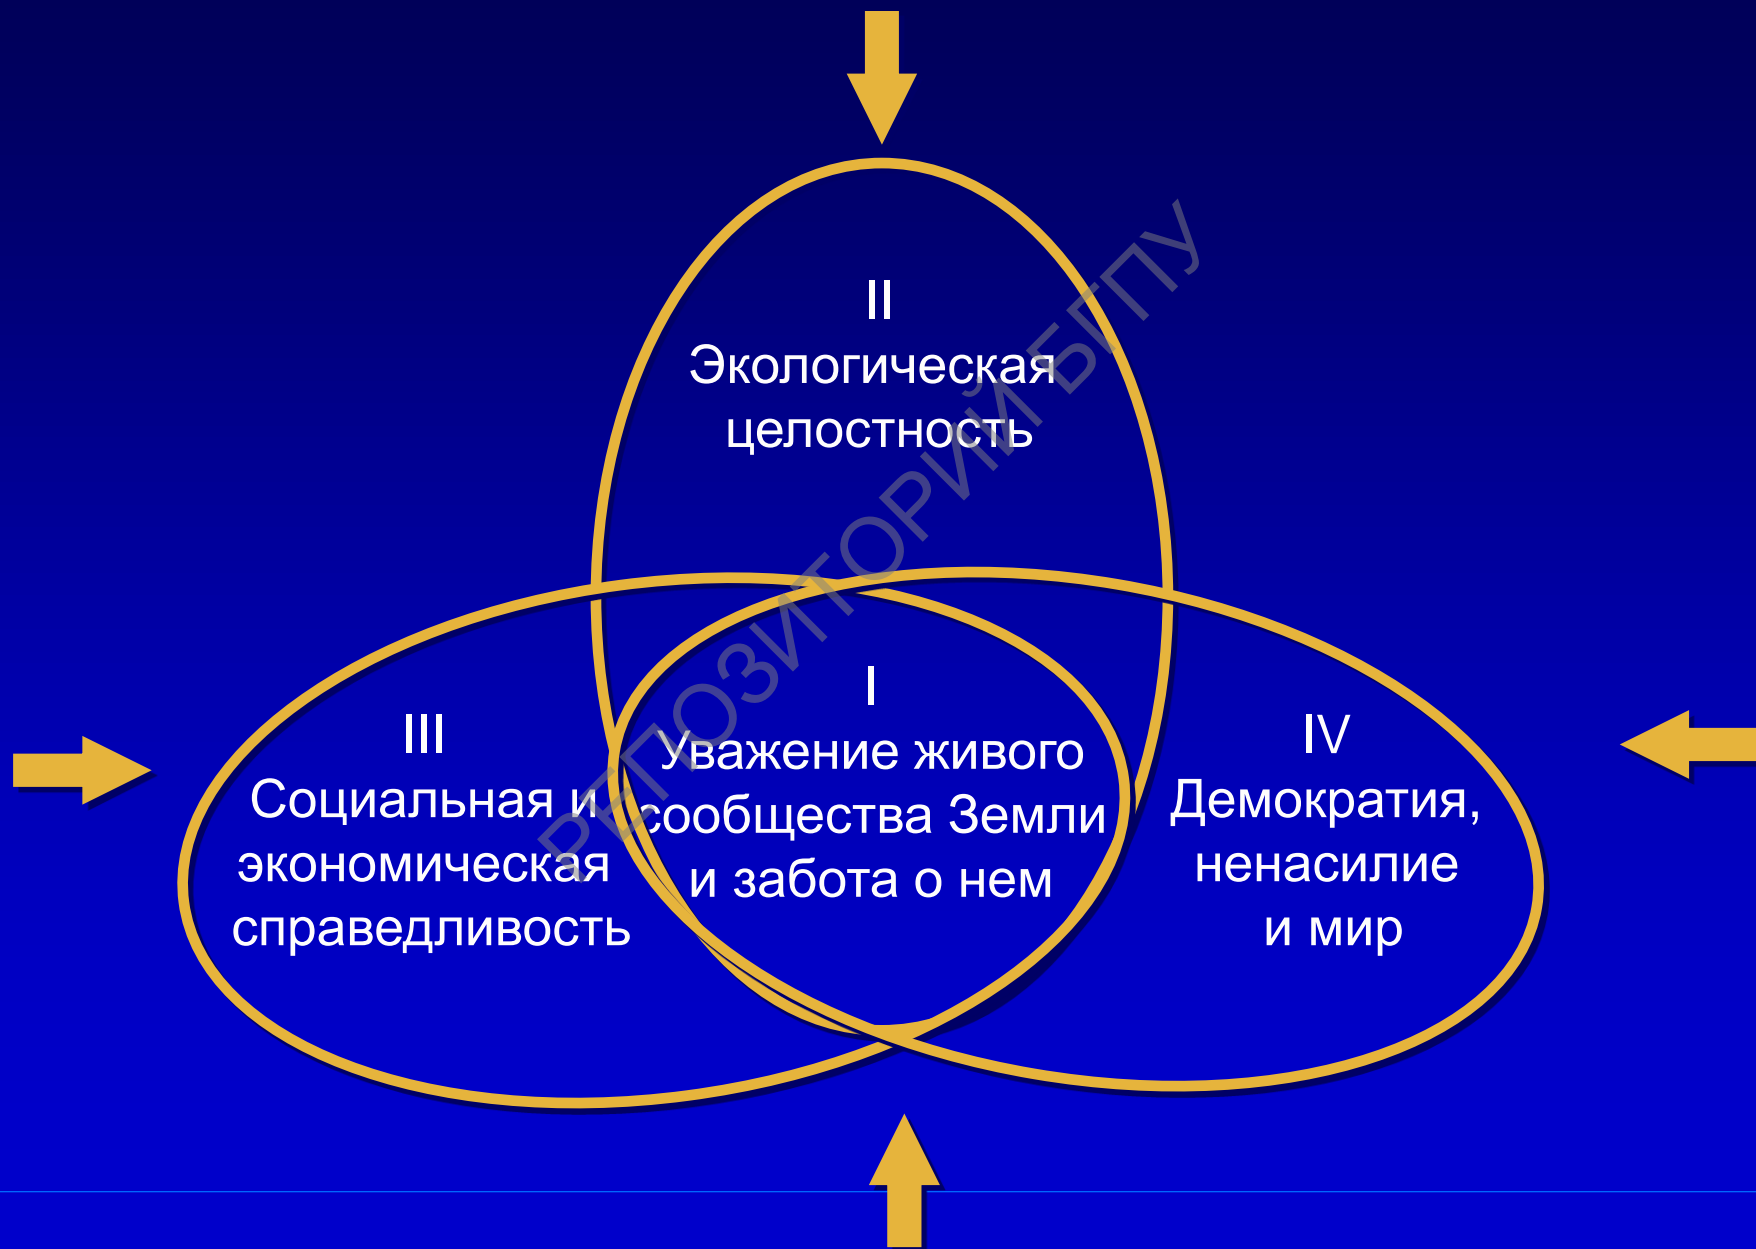 II
Экологическая
целостность
I
Уважение живого
сообщества Земли
и забота о нем
III
Социальная и
экономическая
справедливость
IV
Демократия,
ненасилие
и мир
РЕПОЗИТОРИЙ БГПУ